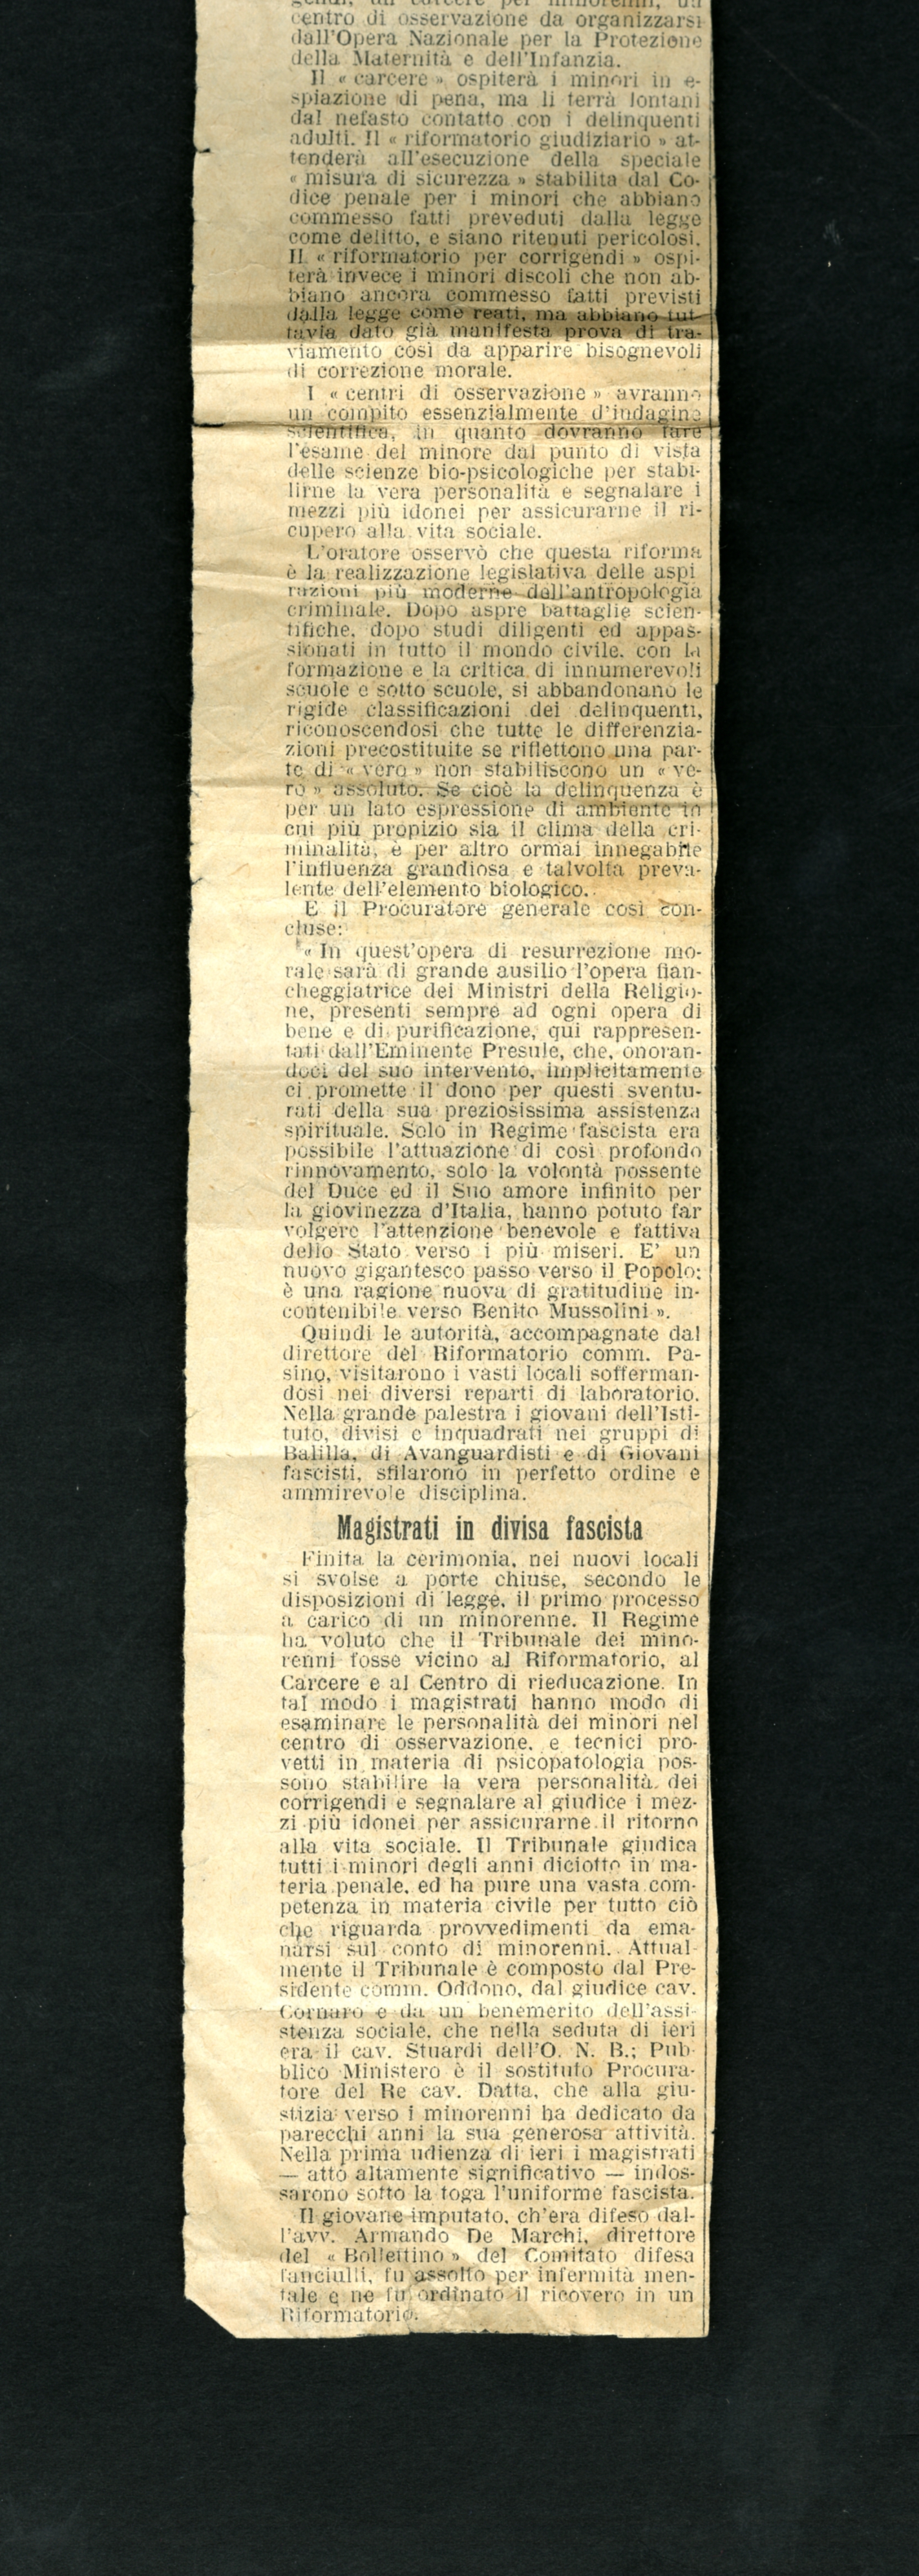 gendi, un carcere per minorenni, un
centro di osservazione da organizzarsi
dall'Opera Nazionale per la Protezione
della Maternità e dell'Infanzia.
Il « carcere » ospiterà i minori in e-
spiazione di pena, ma li terrà lontani
dal nefasto contatto con i delinquenti
adulti. Il « riformatorio giudiziario » at-
tenderà all'esecuzione della speciale
« misura di sicurezza » stabilita dal Co-
dice penale per i minori che abbiano
commesso fatti preveduti dalla legge
come delitto, e siano ritenuti pericolosi.
Il « riformatorio per corrigendi » ospi-
terà invece i minori discoli che non ab-
biano ancora commesso fatti previsti
dalla legge come reati, ma abbiano tut-
tavia dato già manifesta prova di tra-
viamento così da apparire bisognevoli
di correzione morale.
I « centri di osservazione » avranno
un compito essenzialmente d'indagine
scientifica, in quanto dovranno fare
l'esame del minore dal punto di vista
delle scienze bio-psicologiche per stabi-
lirne la vera personalità e segnalare i
mezzi più idonei per assicurarne il ri-
cupero alla vita sociale.
L'oratore osservò che questa riforma
è la realizzazione legislativa delle aspi
razioni più moderne dell'antropologia
criminale. Dopo aspre battaglie scien-
tifiche, dopo studi diligenti ed appas-
sionati in tutto il mondo civile, con la
formazione e la critica di innumerevoli
scuole e sotto scuole, si abbandonano le
rigide classificazioni dei delinquenti,
riconoscendosi che tutte le differenzia-
zioni precostituite se riflettono una par-
te di « vero » non stabiliscono un « ve-
ro » assoluto. Se cioè la delinquenza è
per un lato espressione di ambiente in
cui più propizio sia il clima della cri-
minalità, è per altro ormai innegabile
l'influenza grandiosa e talvolta preva-
lente dell'elemento biologico.
E il Procuratore generale così con-
cluse:
« In quest'opera di resurrezione mo-
rale sarà di grande ausilio l'opera fian-
cheggiatrice dei Ministri della Religio-
ne, presenti sempre ad ogni opera di
bene e di purificazione, qui rappresen-
tati dall'Eminente Presule, che, onoran-
doci del suo intervento, implicitamente
ci promette il dono per questi sventu-
rati della sua preziosissima assistenza
spirituale. Solo in Regime fascista era
possibile l'attuazione di così profondo
rinnovamento, solo la volontà possente
del Duce ed il Suo amore infinito per
la giovinezza d'Italia, hanno potuto far
volgere l'attenzione benevole e fattiva
dello Stato verso i più miseri. E' un
nuovo gigantesco passo verso il Popolo:
è una ragione nuova di gratitudine in-
contenibile verso Benito Mussolini ».
Quindi le autorità, accompagnate dal
direttore del Riformatorio comm. Pa-
sino, visitarono i vasti locali sofferman-
dosi nei diversi reparti di laboratorio.
Nella grande palestra i giovani dell'Isti-
tuto, divisi e inquadrati nei gruppi di
Balilla, di Avanguardisti e di Giovani
fascisti, sfilarono in perfetto ordine e
ammirevole disciplina.
Magistrati in divisa fascista
Finita la cerimonia, nei nuovi locali
si svolse a porte chiuse, secondo le
disposizioni di legge, il primo processo
a carico di un minorenne. Il Regime
ha voluto che il Tribunale dei mino-
renni fosse vicino al Riformatorio, al
Carcere e al Centro di rieducazione. In
tal modo i magistrati hanno modo di
esaminare le personalità dei minori nel
centro di osservazione, e tecnici pro-
vetti in materia di psicopatologia pos-
sono stabilire la vera personalità dei
corrigendi e segnalare al giudice i mez-
zi più idonei per assicurarne il ritorno
alla vita sociale. Il Tribunale giudica
tutti i minori degli anni diciotto in ma-
teria penale, ed ha pure una vasta com-
petenza in materia civile per tutto ciò
che riguarda provvedimenti da ema-
narsi sul conto di minorenni. Attual-
mente il Tribunale è composto dal Pre-
sidente comm. Oddono, dal giudice cav.
Cornaro e da un benemerito dell'assi-
stenza sociale, che nella seduta di ieri
era il cav. Stuardi dell'O. N. B.; Pub-
blico Ministero è il sostituto Procura-
tore del Re cav. Datta, che alla giu-
stizia verso i minorenni ha dedicato da
parecchi anni la sua generosa attività.
Nella prima udienza di ieri i magistrati
— atto altamente significativo — indos-
sarono sotto la toga l'uniforme fascista.
Il giovane imputato, ch'era difeso dal-
l'avv. Armando De Marchi, direttore
del « Bollettino » del Comitato difesa
fanciulli, fu assolto per infermità men-
tale e ne fu ordinato il ricovero in un
Riformatorio.